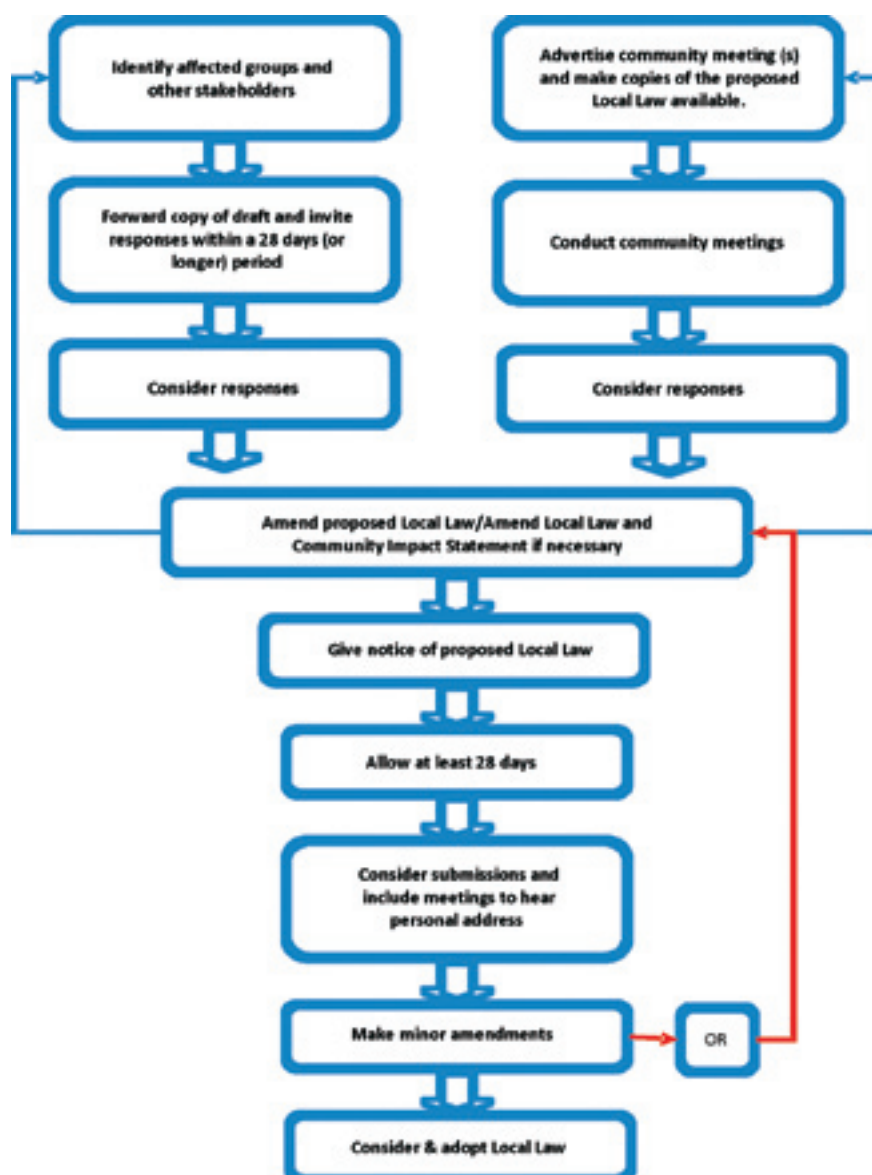 Identify affected groups and
other stakeholders
Advertise community meeting (s)
and make copies of the proposed
Local Law available.
Forward copy of draft and invite
responses within a 28 days (or
longer) period
Conduct community meetings
Consider responses
Consider responses
Amend proposed Local Law/Amend Local Law and
Community Impact Statement if necessary
Give notice of proposed Local Law
Allow at least 28 days
Consider submissions and
include meetings to hear
personal address
Make minor amendments
OR
Consider & adopt Local Law